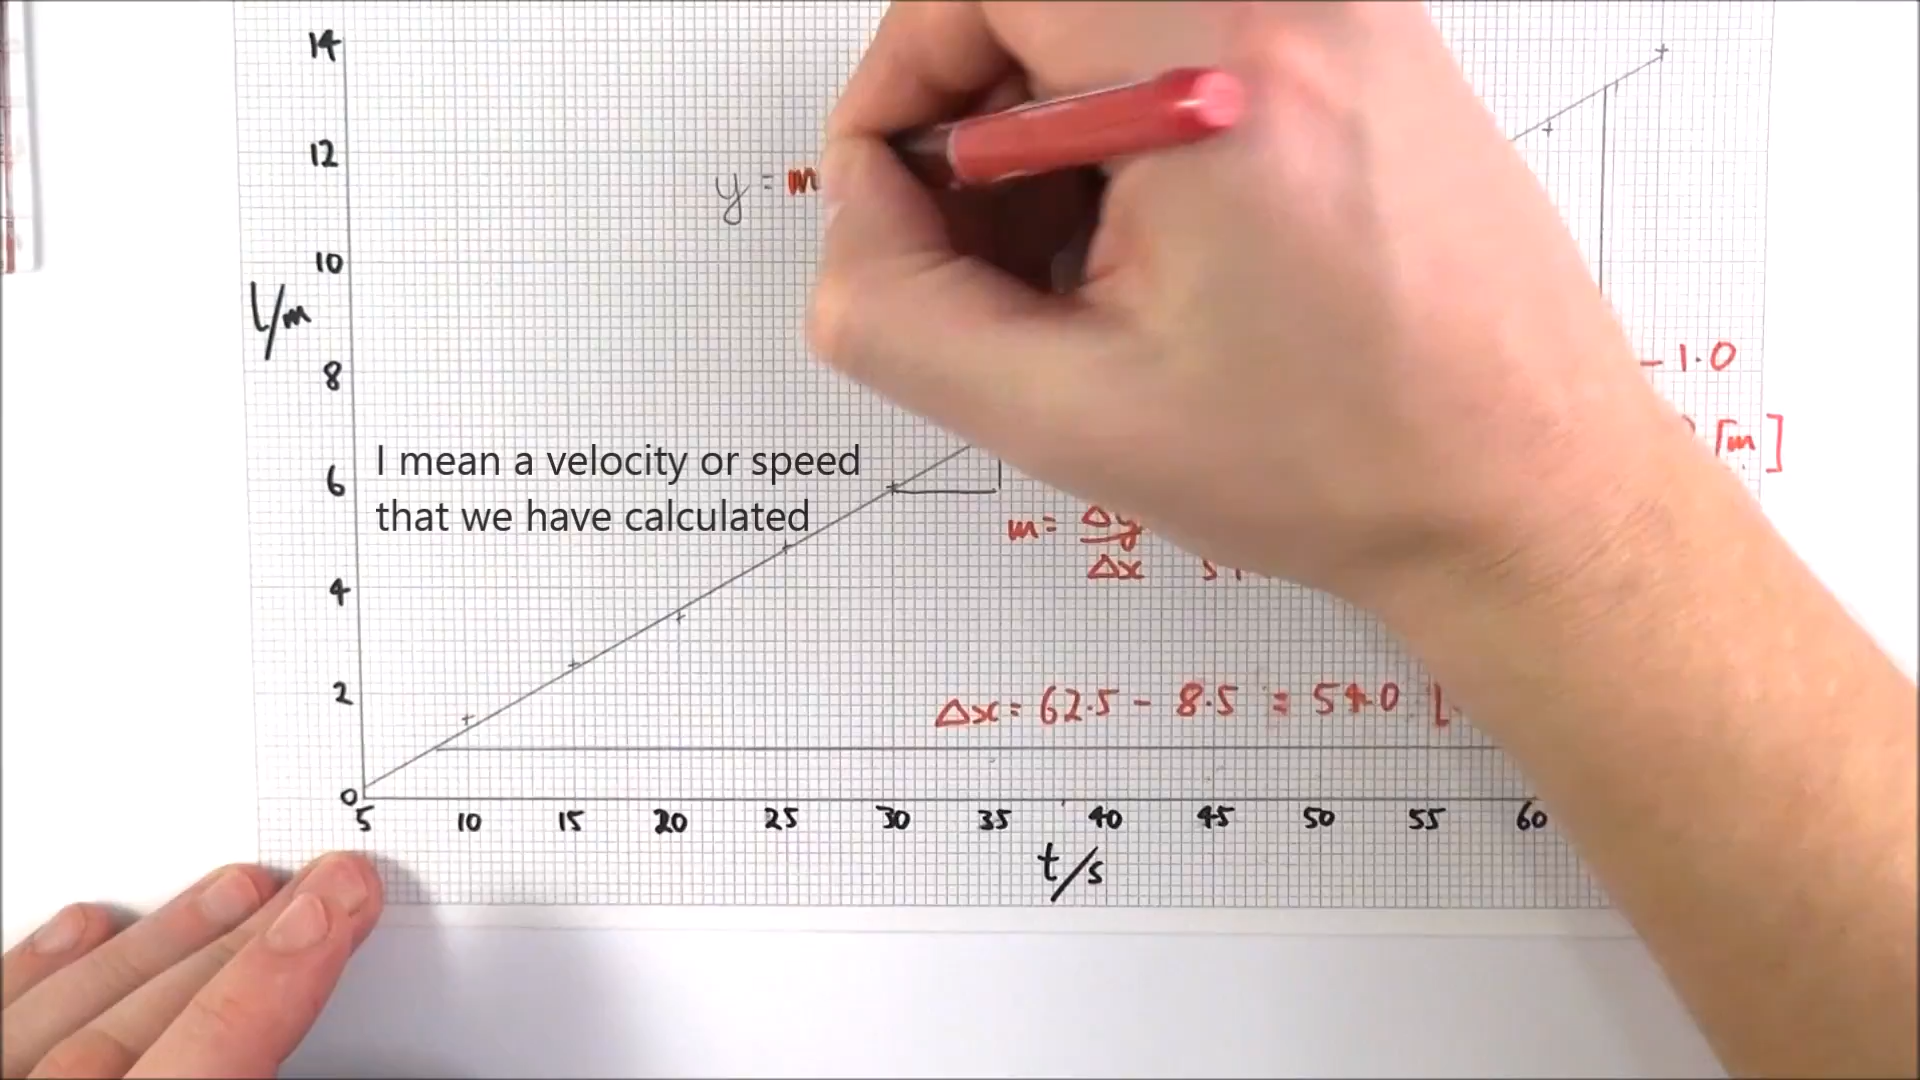 14
12
y = m
10
l/m
8
- 1.0
[m]
6
I mean a velocity or speed
that we have calculated
m = Δy
Δx
4
2
Δx = 62.5 - 8.5 = 54.0 [
0
5 10 15 20 25 30 35 40 45 50 55 60
t/s